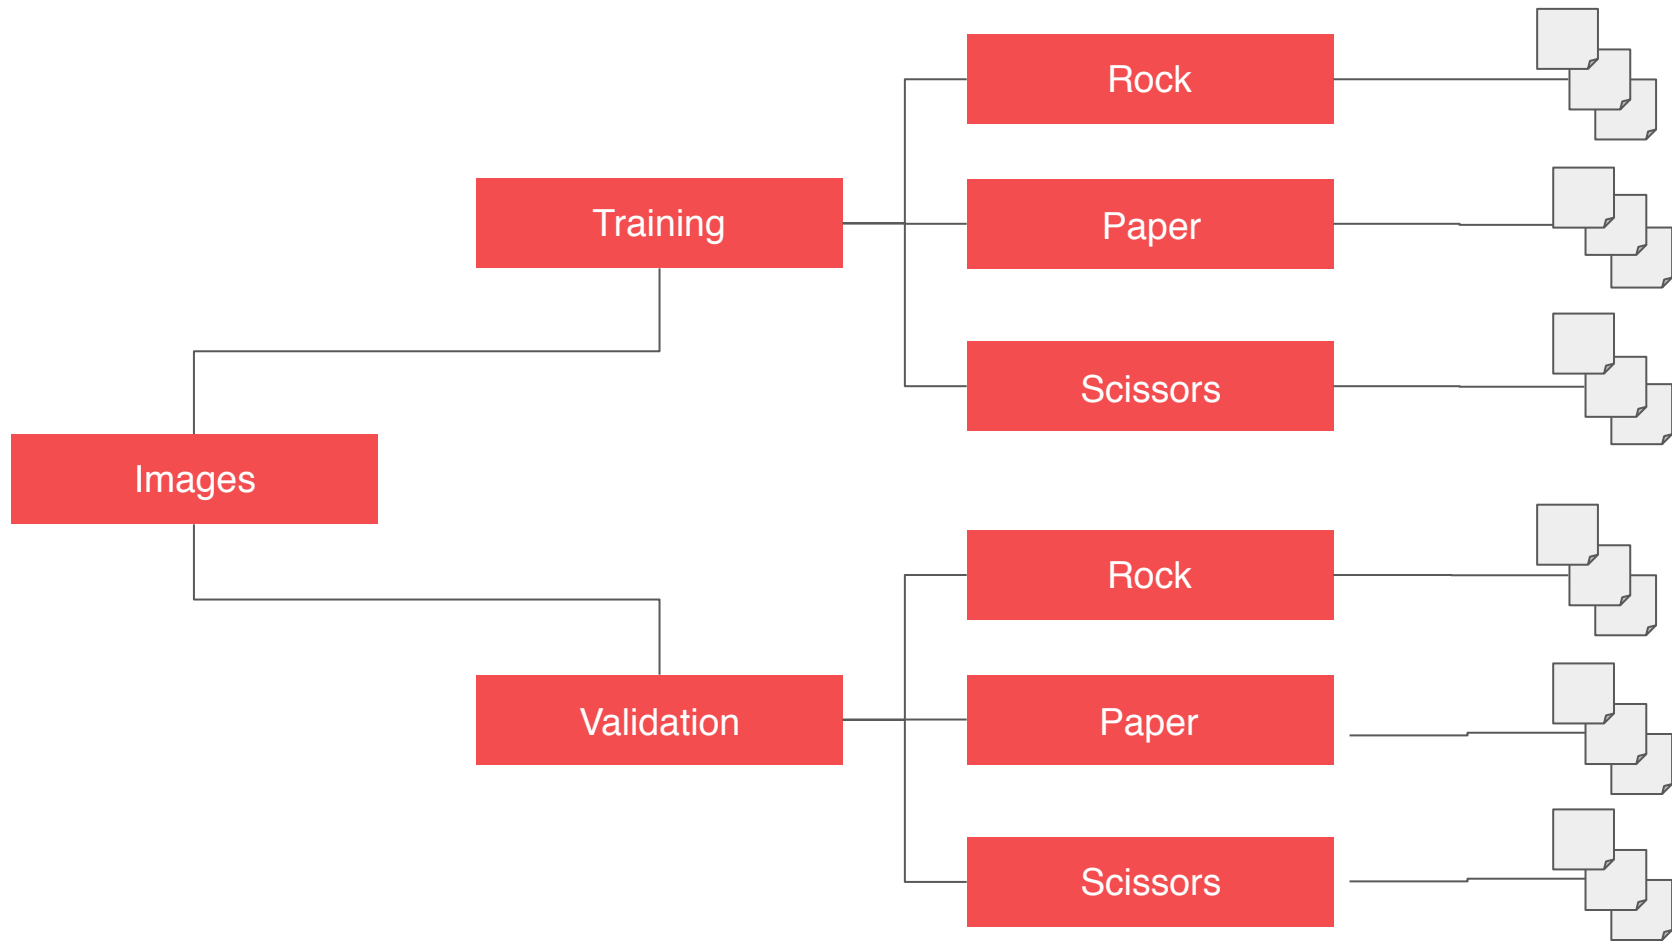 Images
Training
Rock
Paper
Scissors
Validation
Rock
Paper
Scissors